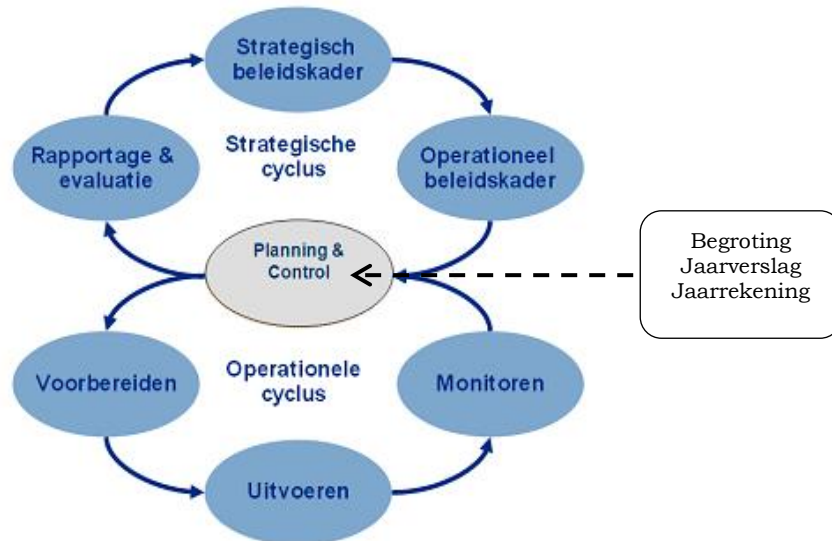 Strategisch
beleidskader
Rapportage &
evaluatie
Strategische
cyclus
Operationeel
beleidskader
Planning &
Control
Begroting
Jaarverslag
Jaarrekening
Voorbereiden
Operationele
cyclus
Monitoren
Uitvoeren